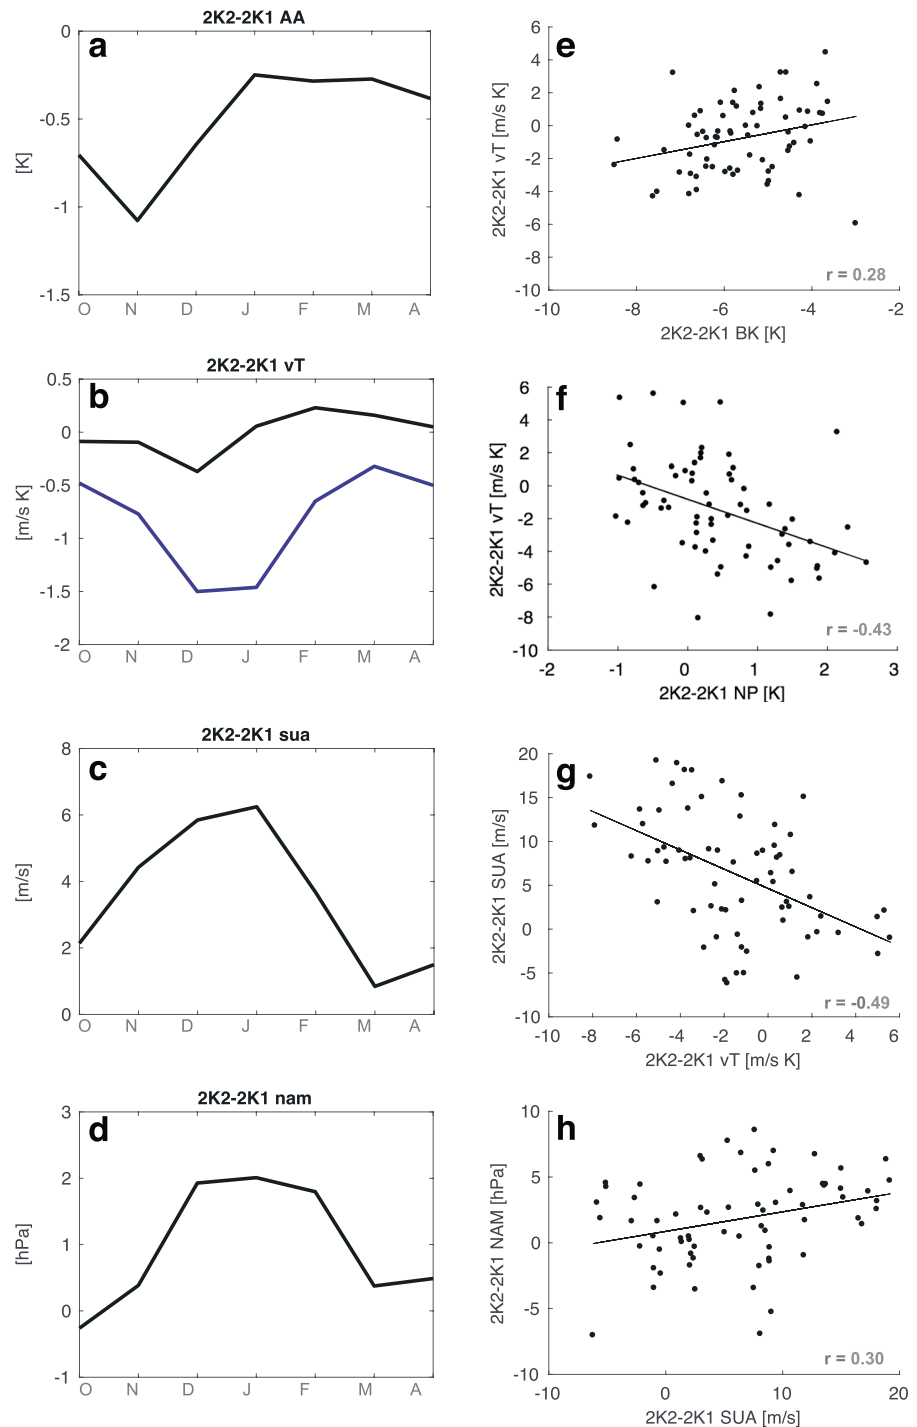 2K2-2K1 AA
a
[K]
0
-0.5
-1
-1.5
O N D J F M A
2K2-2K1 vT
b
[m/s K]
0.5
0
-0.5
-1
-1.5
-2
O N D J F M A
2K2-2K1 sua
c
[m/s]
8
6
4
2
0
O N D J F M A
2K2-2K1 nam
d
[hPa]
3
2
1
0
-1
O N D J F M A
e
2K2-2K1 vT [m/s K]
6
4
2
0
-2
-4
-6
-8
-10
r = 0.28
-10 -8 -6 -4 -2
2K2-2K1 BK [K]
f
2K2-2K1 vT [m/s K]
6
4
2
0
-2
-4
-6
-8
-10
r = -0.43
-2 -1 0 1 2 3
2K2-2K1 NP [K]
g
2K2-2K1 SUA [m/s]
20
15
10
5
0
-5
-10
r = -0.49
-10 -8 -6 -4 -2 0 2 4 6
2K2-2K1 vT [m/s K]
h
2K2-2K1 NAM [hPa]
10
5
0
-5
-10
r = 0.30
-10 0 10 20
2K2-2K1 SUA [m/s]